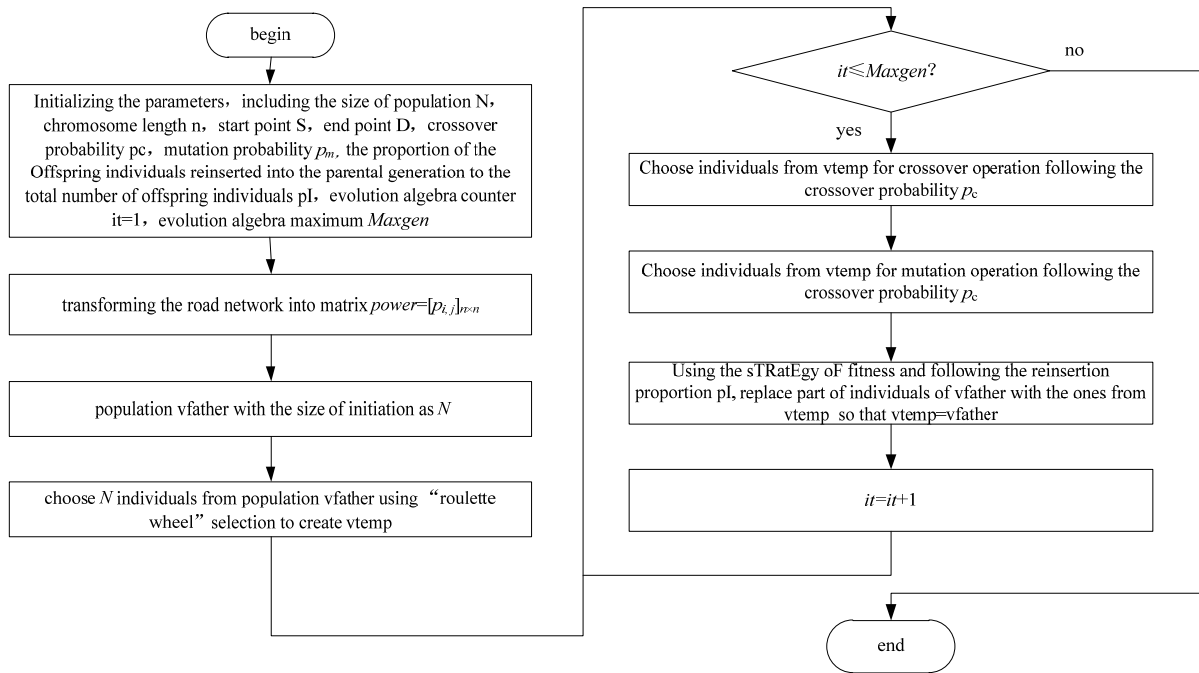 begin
Initializing the parameters，including the size of population N，
chromosome length n，start point S，end point D，crossover
probability pc，mutation probability pm, the proportion of the
Offspring individuals reinserted into the parental generation to the
total number of offspring individuals pI，evolution algebra counter
it=1，evolution algebra maximum Maxgen
transforming the road network into matrix power=[pi, j]n×n
population vfather with the size of initiation as N
choose N individuals from population vfather using “roulette
wheel” selection to create vtemp
it≤Maxgen?
no
yes
Choose individuals from vtemp for crossover operation following the
crossover probability pc
Choose individuals from vtemp for mutation operation following the
crossover probability pc
Using the sTRatEgy oF fitness and following the reinsertion
proportion pI, replace part of individuals of vfather with the ones from
vtemp so that vtemp=vfather
it=it+1
end